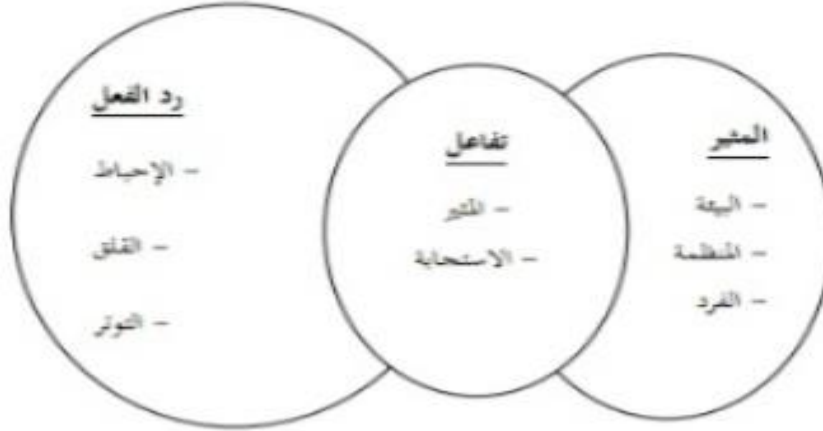 المثير
- البيئة
- المنظمة
- الفرد
تفاعل
- المثير
- الاستجابة
رد الفعل
- الإحباط
- القلق
- التوتر